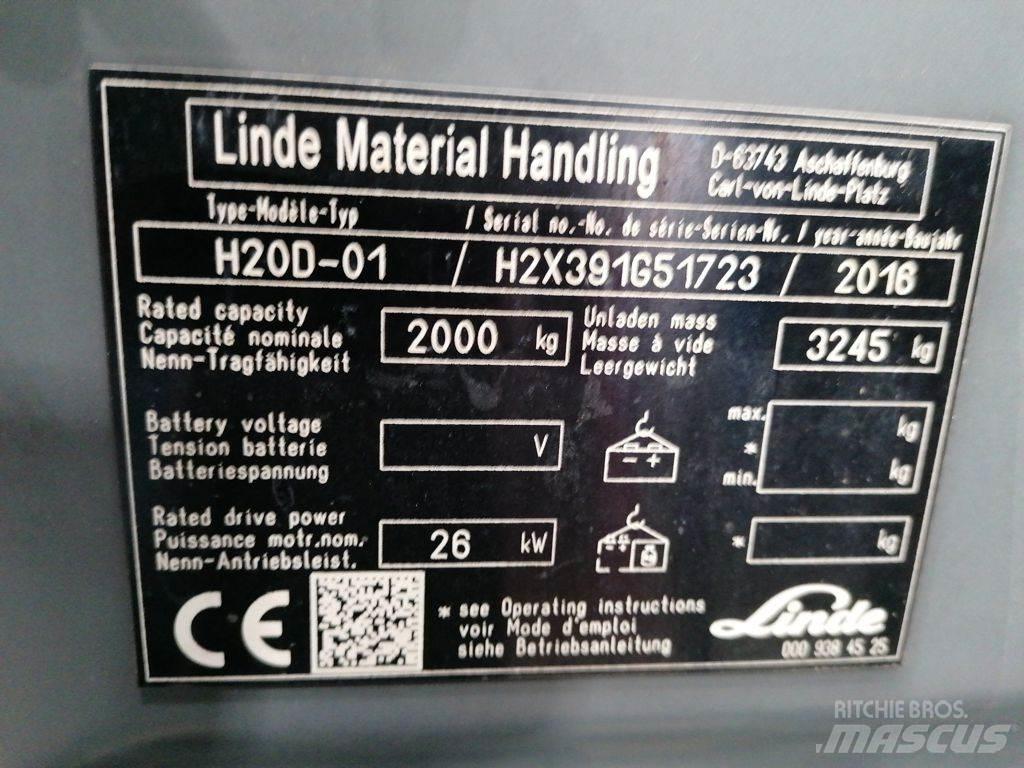 Linde Material Handling
D-63743 Aschaffenburg
Carl-von-Linde-Platz
Type-Modèle-Typ / Serial no.-No. de série-Serien-Nr. / year-année-Baujahr
H20D-01 / H2X391G51723 / 2016
Rated capacity
Capacité nominale
Nenn-Tragfähigkeit
2000 kg
Unladen mass
Masse à vide
Leergewicht
3245 kg
Battery voltage
Tension batterie
Batteriespannung
V
max. kg
*
min. kg
Rated drive power
Puissance motr.nom.
Nenn-Antriebsleist.
26 kW
* kg
CE
* see Operating instructions
voir Mode d'emploi
siehe Betriebsanleitung
Linde
000 938 45 25
RITCHIE BROS.
MASCUS